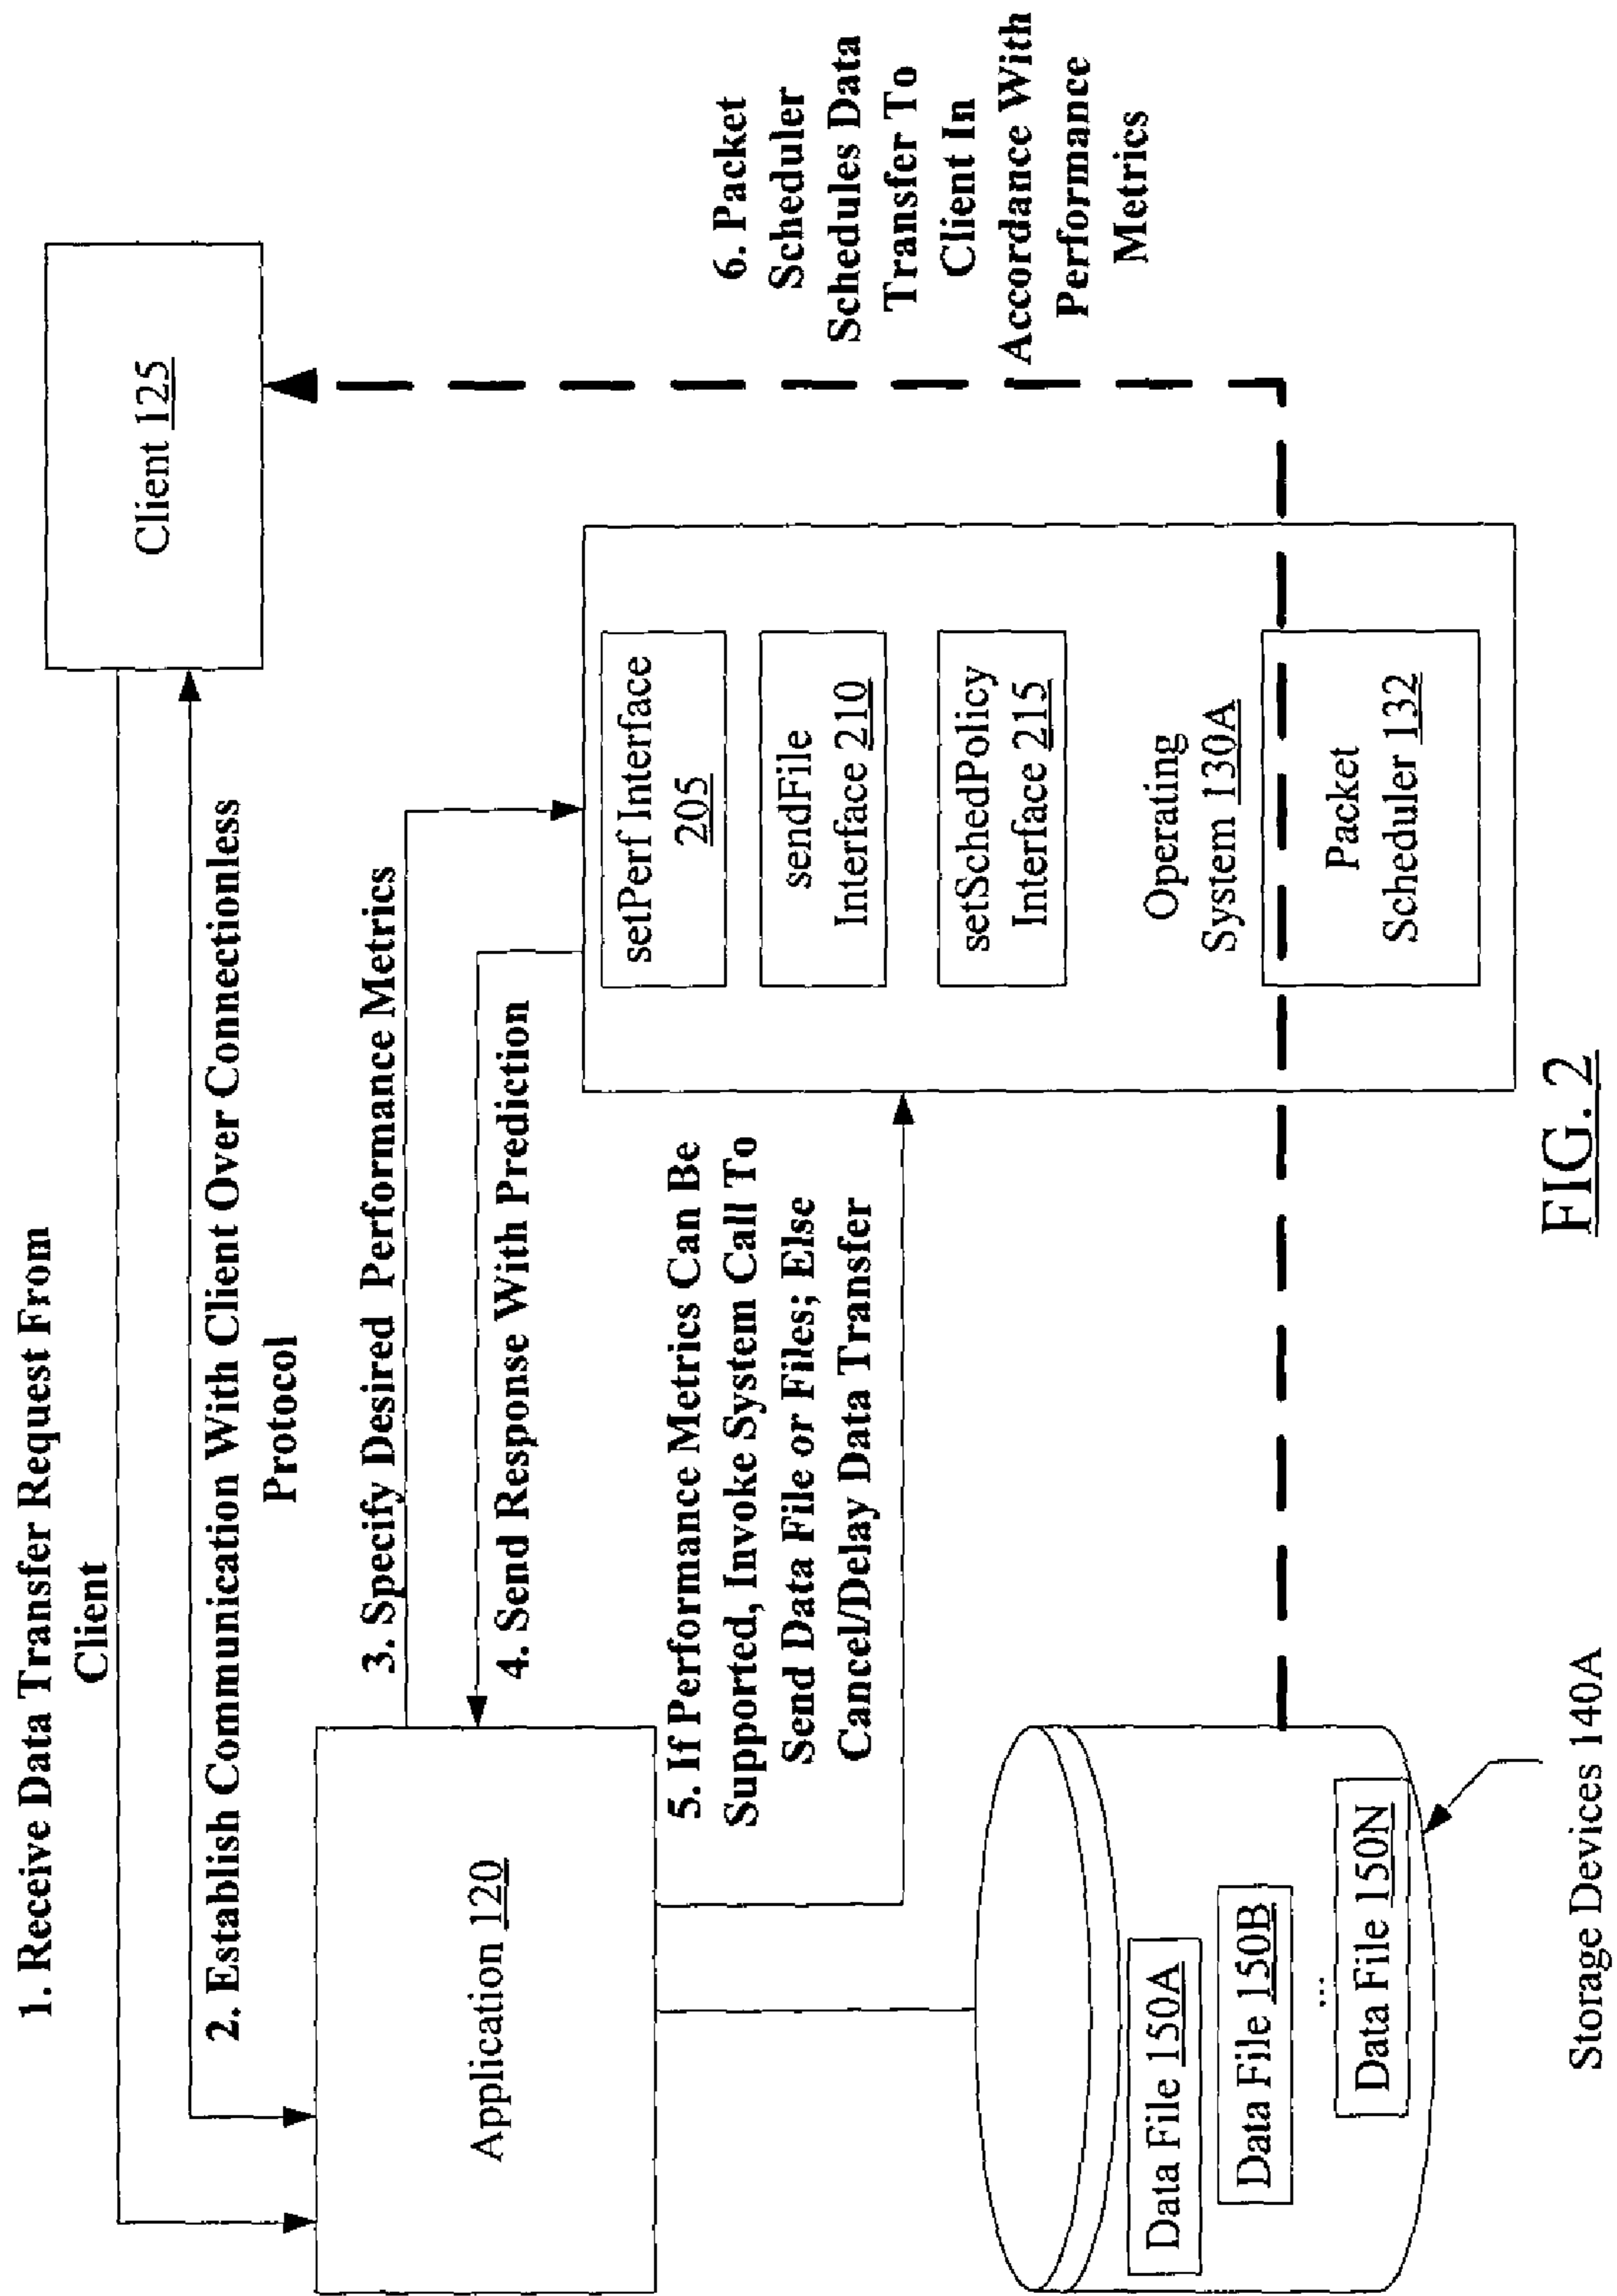 1. Receive Data Transfer Request From
Client
2. Establish Communication With Client Over Connectionless
Protocol
3. Specify Desired Performance Metrics
4. Send Response With Prediction
5. If Performance Metrics Can Be
Supported, Invoke System Call To
Send Data File or Files; Else
Cancel/Delay Data Transfer
6. Packet
Scheduler
Schedules Data
Transfer To
Client In
Accordance With
Performance
Metrics
Client 125
Application 120
setPerf Interface
205
sendFile
Interface 210
setSchedPolicy
Interface 215
Operating
System 130A
Packet
Scheduler 132
Data File 150A
Data File 150B
...
Data File 150N
Storage Devices 140A
FIG. 2